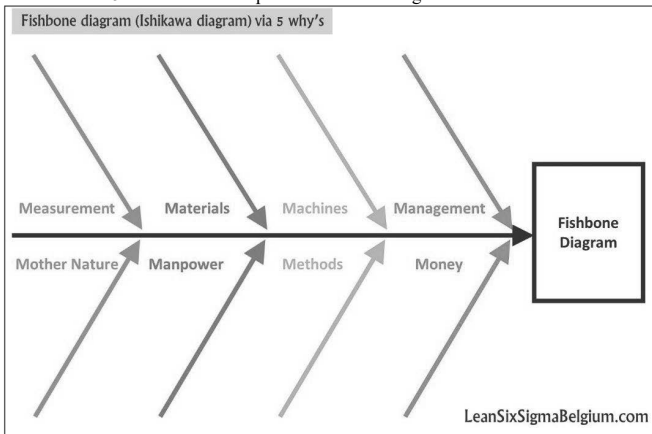 Fishbone diagram (Ishikawa diagram) via 5 why's
Measurement Materials Machines Management
Fishbone
Diagram
Mother Nature Manpower Methods Money
LeanSixSigmaBelgium.com